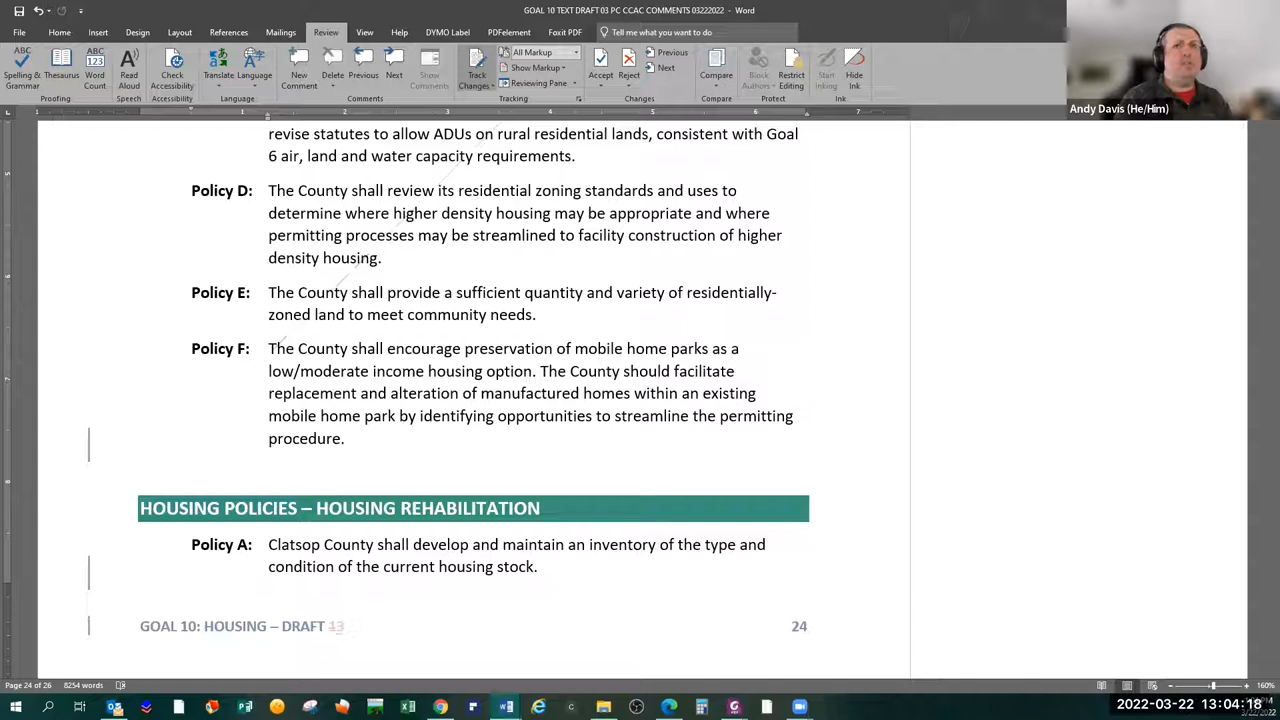 GOAL 10 TEXT DRAFT 03 PC CCAC COMMENTS 03222022 - Word
File Home Insert Design Layout References Mailings Review View Help DYMO Label PDFelement Foxit PDF Tell me what you want to do
Spelling & Grammar Thesaurus Word Count Read Aloud Check Accessibility Translate Language New Comment Delete Previous Next Show Comments Track Changes All Markup Show Markup Reviewing Pane Accept Reject Previous Next Compare Block Authors Restrict Editing Start Inking Hide Ink
Proofing Speech Accessibility Language Comments Tracking Changes Compare Protect Ink
Andy Davis (He/Him)
revise statutes to allow ADUs on rural residential lands, consistent with Goal
6 air, land and water capacity requirements.
Policy D: The County shall review its residential zoning standards and uses to
determine where higher density housing may be appropriate and where
permitting processes may be streamlined to facility construction of higher
density housing.
Policy E: The County shall provide a sufficient quantity and variety of residentially-
zoned land to meet community needs.
Policy F: The County shall encourage preservation of mobile home parks as a
low/moderate income housing option. The County should facilitate
replacement and alteration of manufactured homes within an existing
mobile home park by identifying opportunities to streamline the permitting
procedure.
HOUSING POLICIES – HOUSING REHABILITATION
Policy A: Clatsop County shall develop and maintain an inventory of the type and
condition of the current housing stock.
GOAL 10: HOUSING – DRAFT 13 24
Page 24 of 26 8254 words 160%
2022-03-22 13:04:18